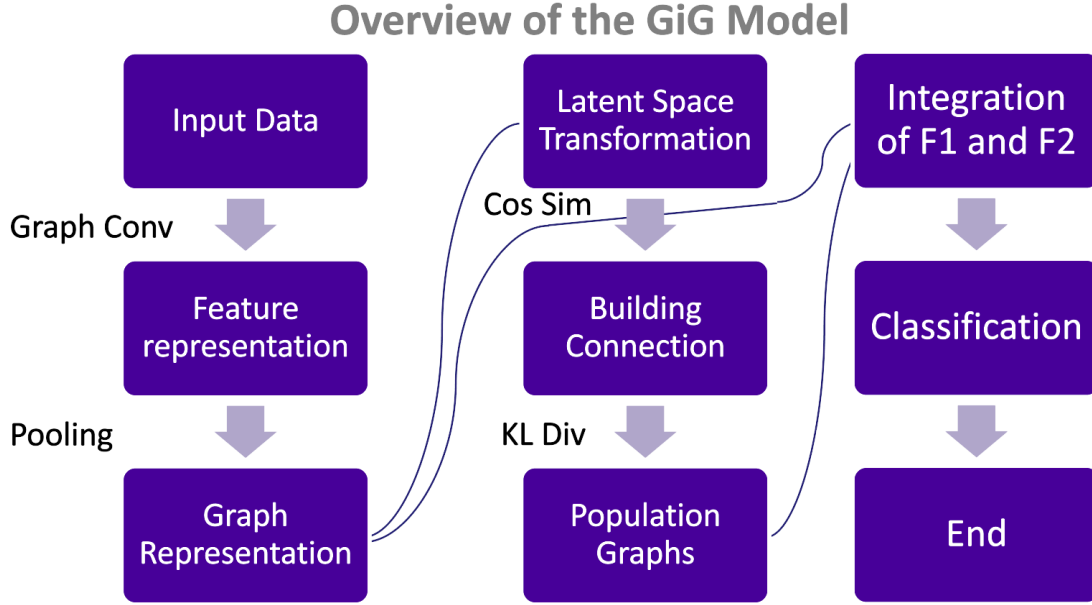 Overview of the GiG Model
Input Data
Graph Conv
Feature
representation
Pooling
Graph
Representation
Latent Space
Transformation
Cos Sim
Building
Connection
KL Div
Population
Graphs
Integration
of F1 and F2
Classification
End